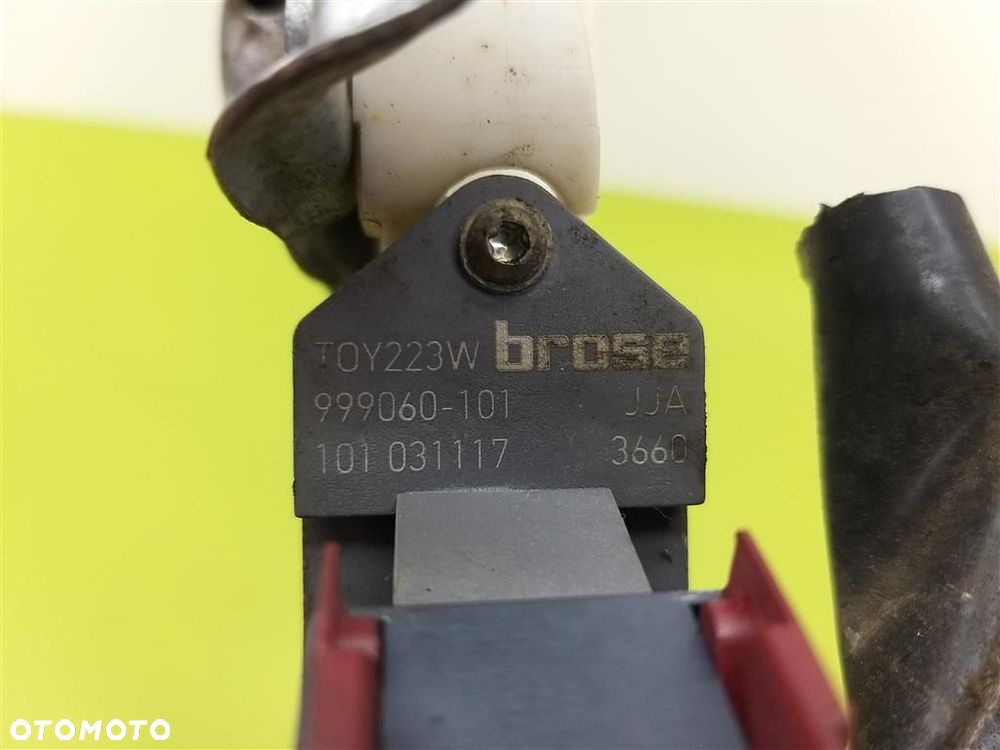 TOY223W brose
999060-101 JJA
101 031117 3660
OTOMOTO